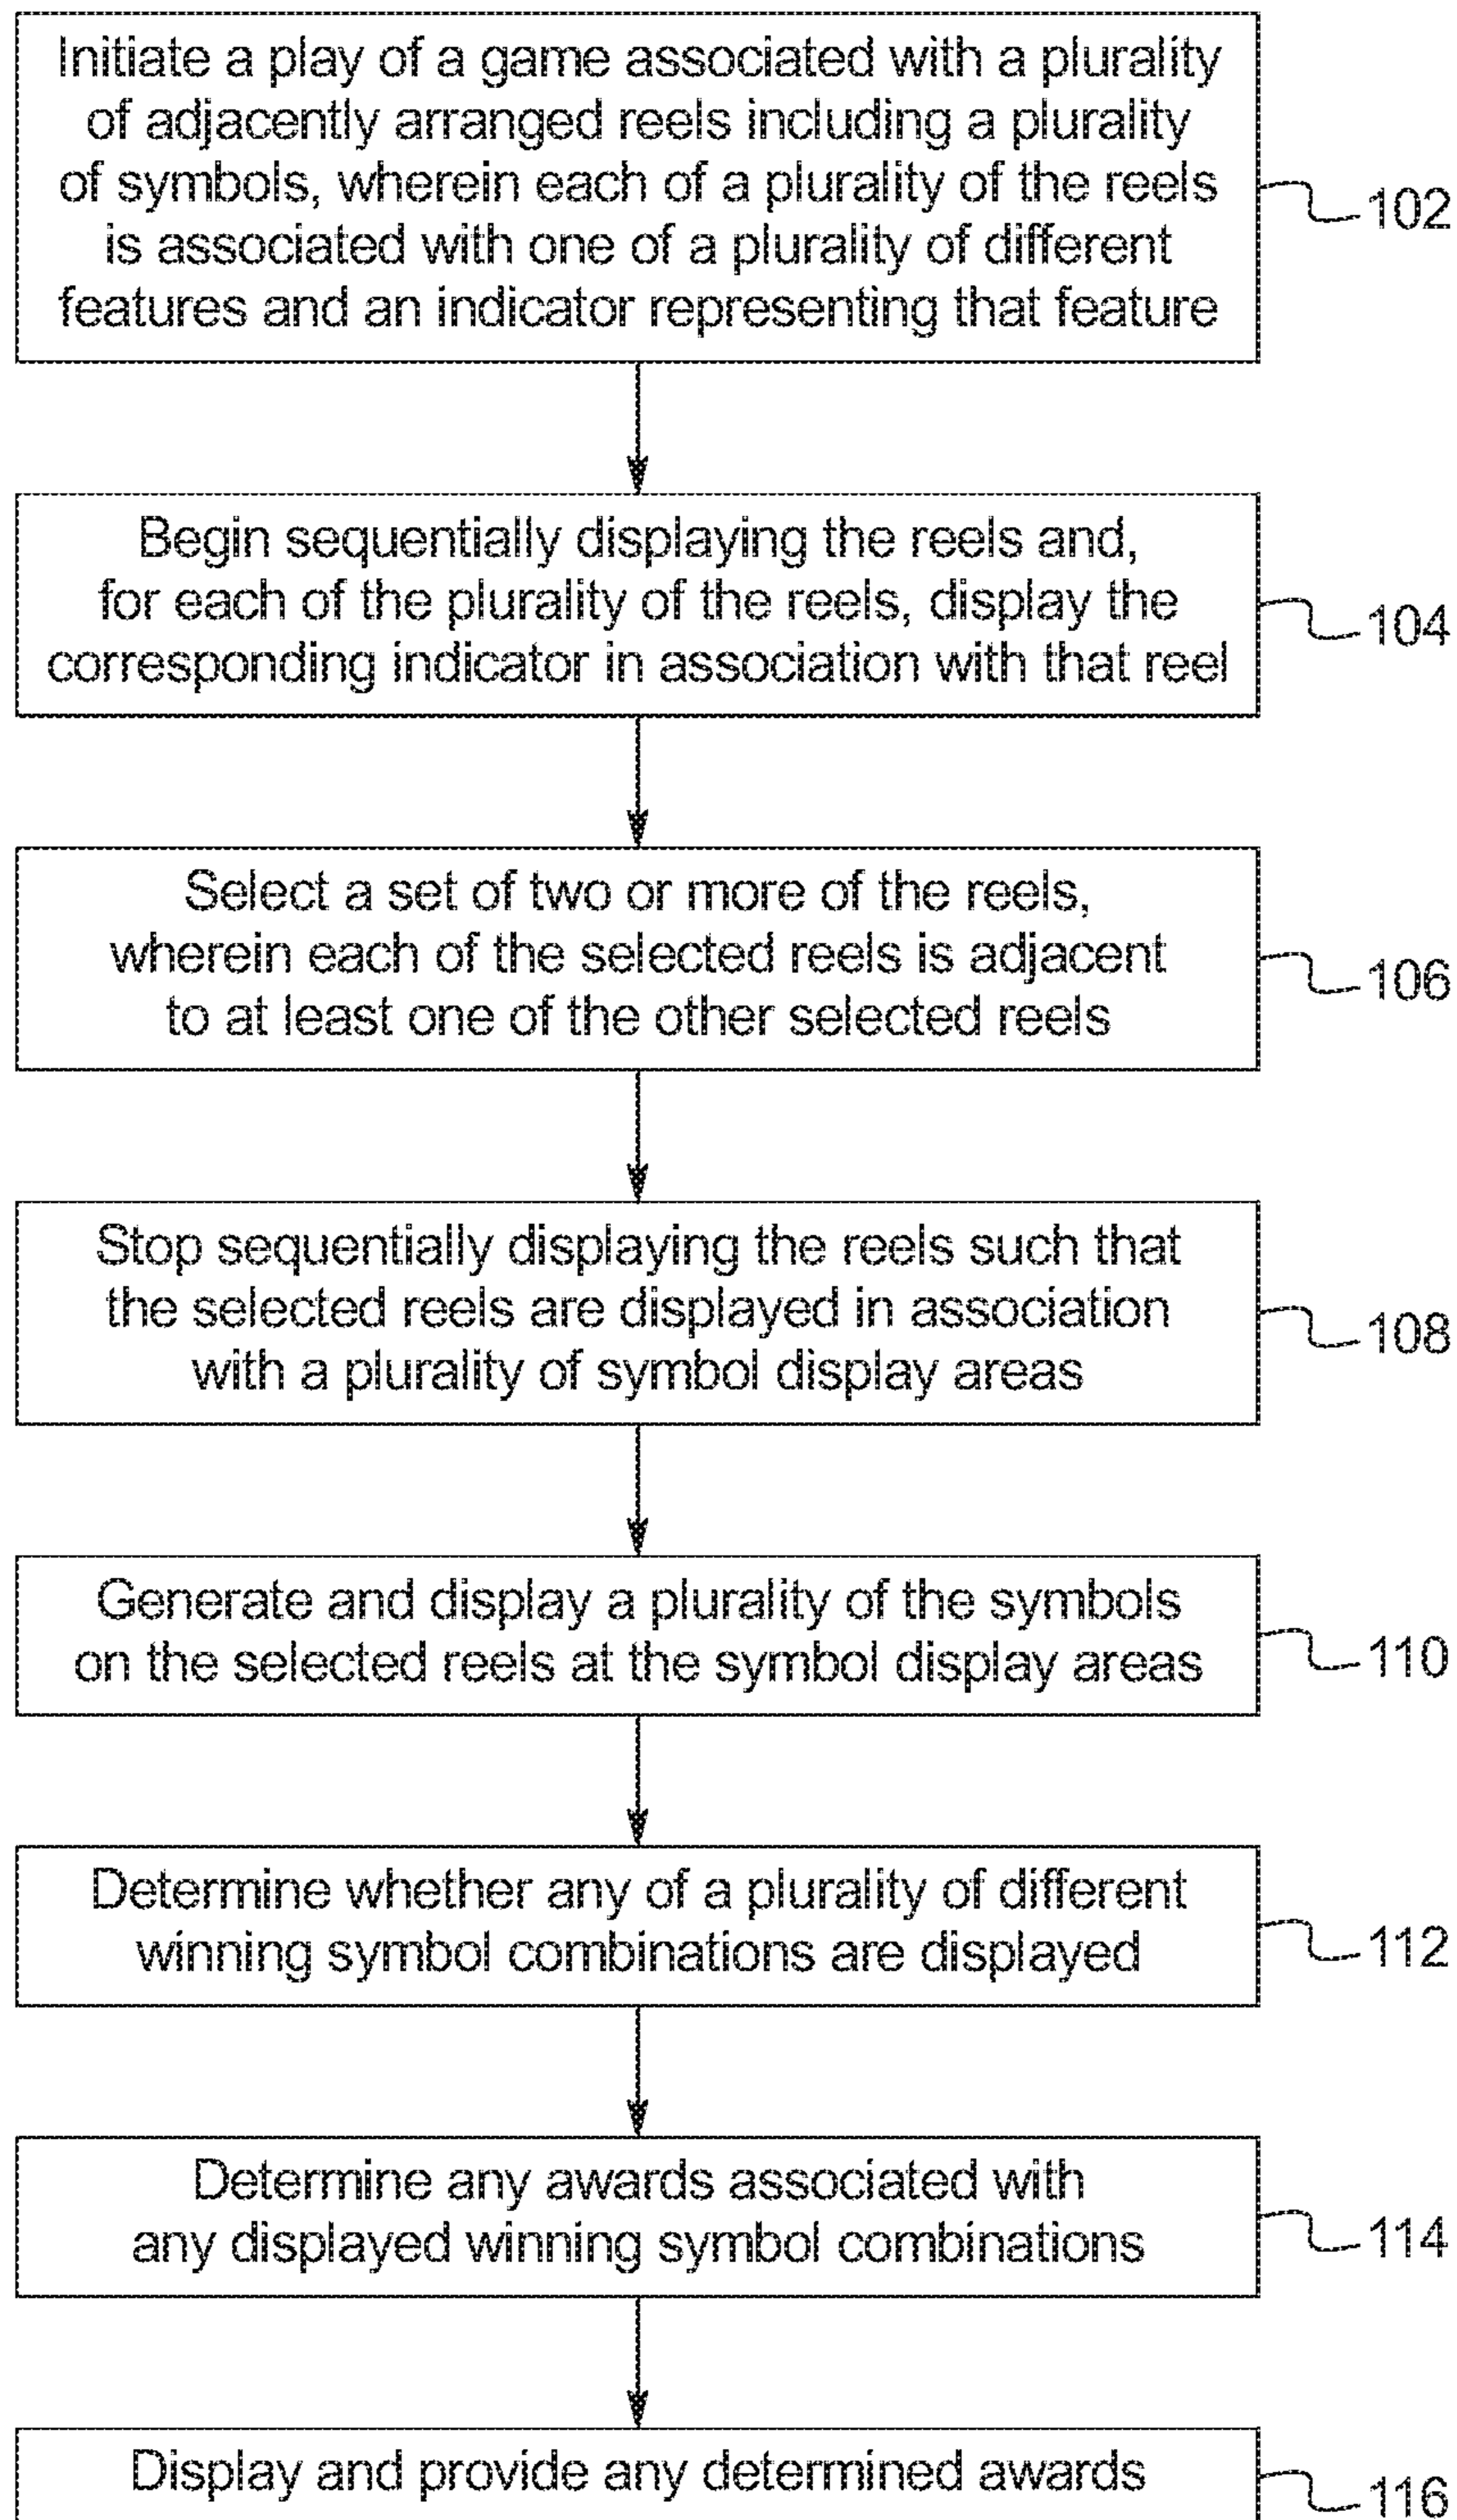 Initiate a play of a game associated with a plurality
of adjacently arranged reels including a plurality
of symbols, wherein each of a plurality of the reels
is associated with one of a plurality of different
features and an indicator representing that feature
102
Begin sequentially displaying the reels and,
for each of the plurality of the reels, display the
corresponding indicator in association with that reel
104
Select a set of two or more of the reels,
wherein each of the selected reels is adjacent
to at least one of the other selected reels
106
Stop sequentially displaying the reels such that
the selected reels are displayed in association
with a plurality of symbol display areas
108
Generate and display a plurality of the symbols
on the selected reels at the symbol display areas
110
Determine whether any of a plurality of different
winning symbol combinations are displayed
112
Determine any awards associated with
any displayed winning symbol combinations
114
Display and provide any determined awards
116